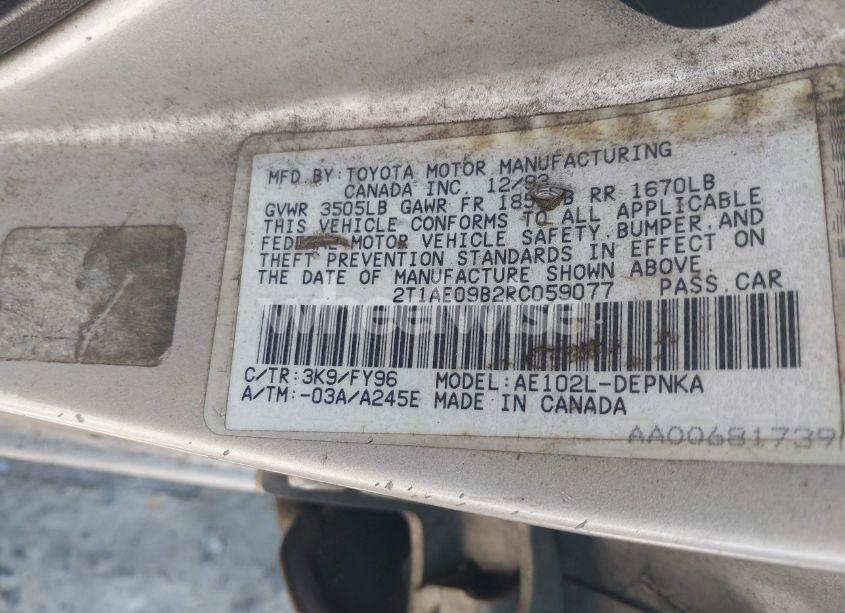 MFD. BY: TOYOTA MOTOR MANUFACTURING
CANADA INC. 12/93
GVWR 3505LB GAWR FR RR 1670LB
THIS VEHICLE CONFORMS TO ALL APPLICABLE
FEDERAL MOTOR VEHICLE SAFETY, BUMPER, AND
THEFT PREVENTION STANDARDS IN EFFECT ON
THE DATE OF MANUFACTURE SHOWN ABOVE.
2T1AE09B2RC059077 PASS. CAR
wheelwise
C/TR: 3K9/FY96 MODEL: AE102L-DEPNKA
A/TM: -03A/A245E MADE IN CANADA
AA00681739